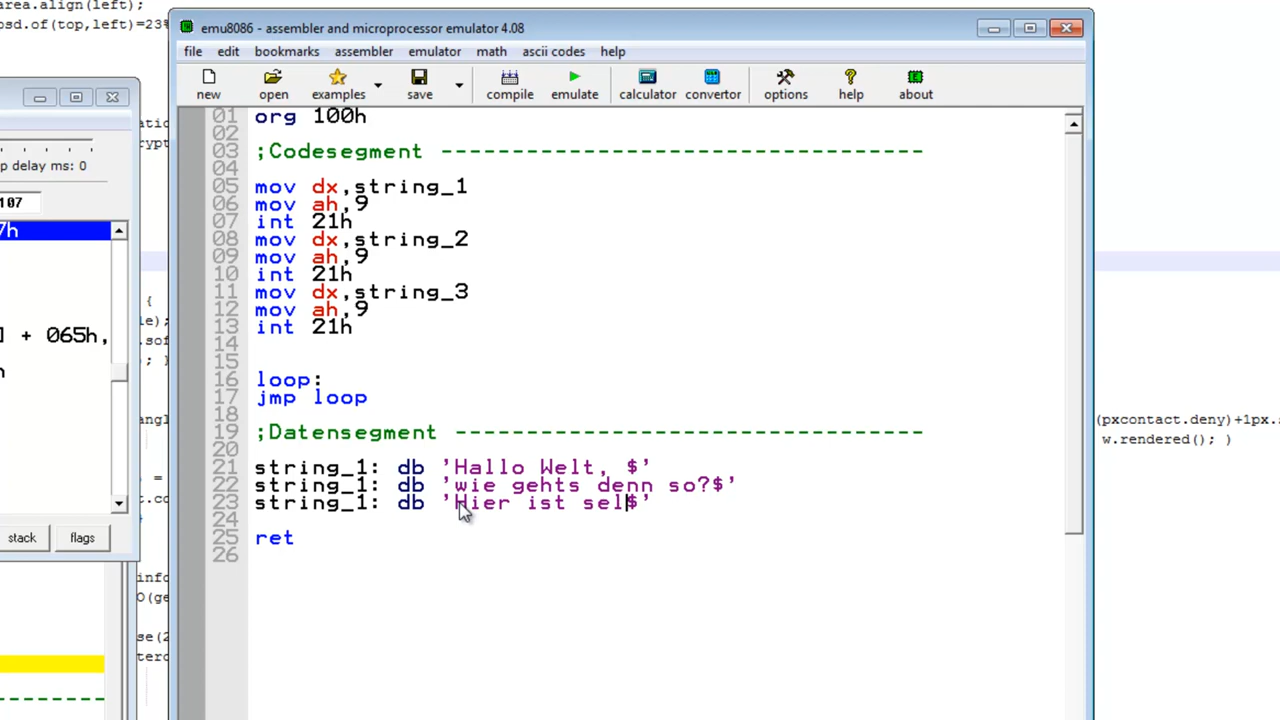 area.align(left);
osd.of(top,left)=23%
emu8086 - assembler and microprocessor emulator 4.08
file edit bookmarks assembler emulator math ascii codes help
new open examples save compile emulate calculator convertor options help about
p delay ms: 0
107
7h
] + 065h,
stack flags
01 org 100h
02
03 ;Codesegment ----------------------------------
04
05 mov dx,string_1
06 mov ah,9
07 int 21h
08 mov dx,string_2
09 mov ah,9
10 int 21h
11 mov dx,string_3
12 mov ah,9
13 int 21h
14
15
16 loop:
17 jmp loop
18
19 ;Datensegment ---------------------------------
20
21 string_1: db 'Hallo Welt, $'
22 string_1: db 'wie gehts denn so?$'
23 string_1: db 'Hier ist sel$'
24
25 ret
26
(pxcontact.deny)+1px.
w.rendered(); )